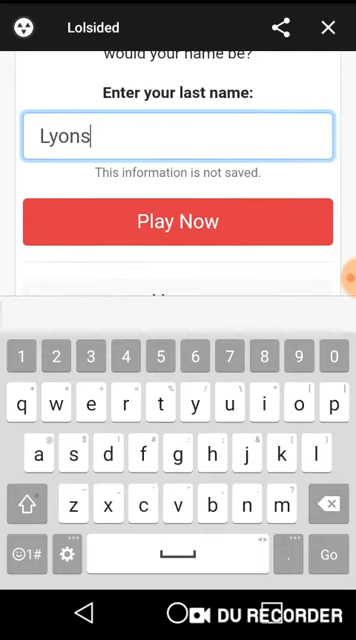 Lolsided
would your name be?
Enter your last name:
Lyons
This information is not saved.
Play Now
1 2 3 4 5 6 7 8 9 0
q w e r t y u i o p
a s d f g h j k l
z x c v b n m
1# . Go
DU RECORDER